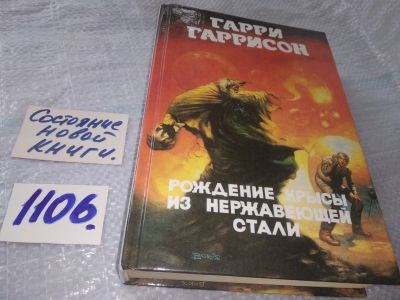 ГАРРИ
ГАРРИСОН
РОЖДЕНИЕ КРЫСЫ
ИЗ НЕРЖАВЕЮЩЕЙ
СТАЛИ
Состояние
новой
книги.
1106.